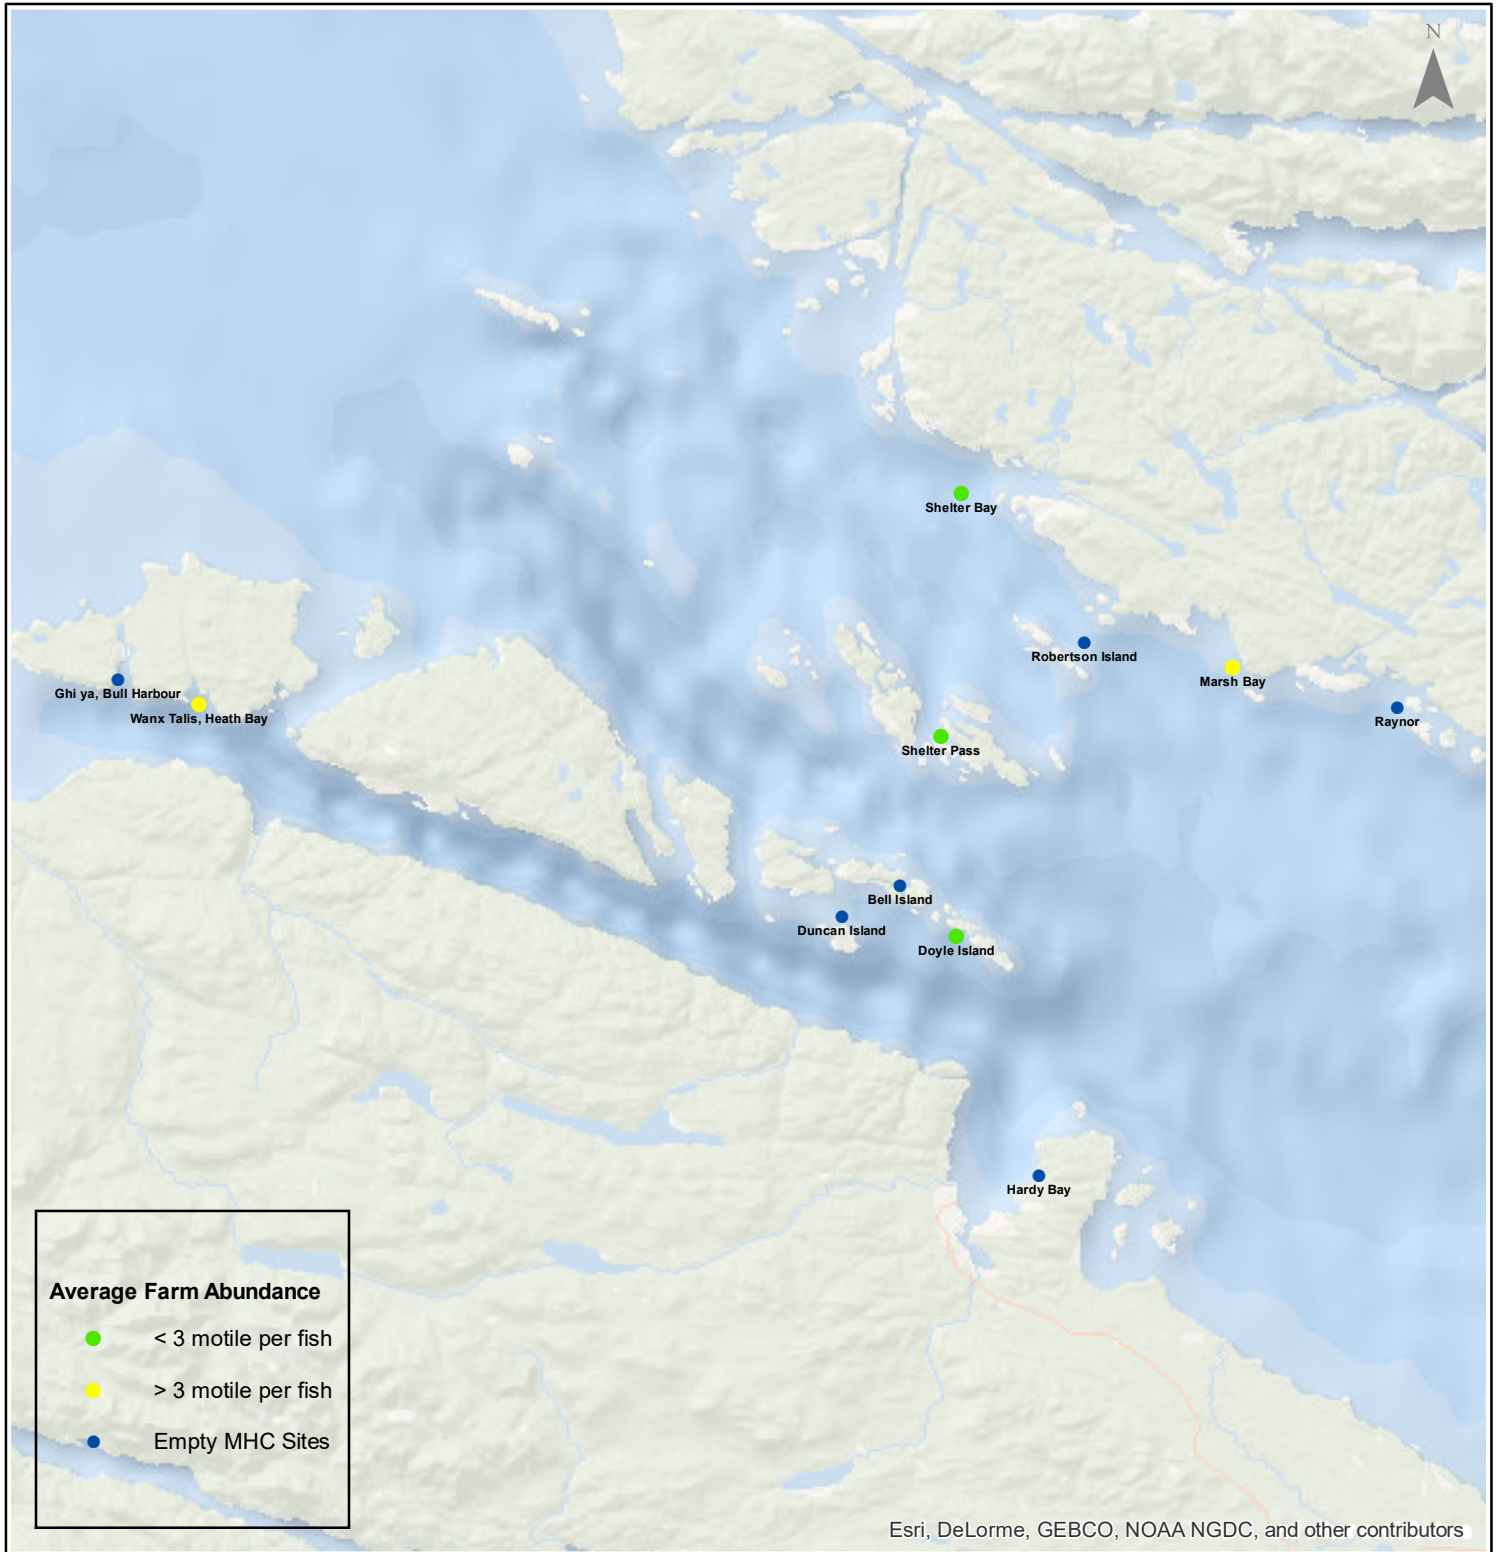 N
Shelter Bay
Robertson Island
Marsh Bay
Ghi ya, Bull Harbour
Wanx Talis, Heath Bay
Raynor
Shelter Pass
Bell Island
Duncan Island
Doyle Island
Hardy Bay
Average Farm Abundance
< 3 motile per fish
> 3 motile per fish
Empty MHC Sites
Esri, DeLorme, GEBCO, NOAA NGDC, and other contributors